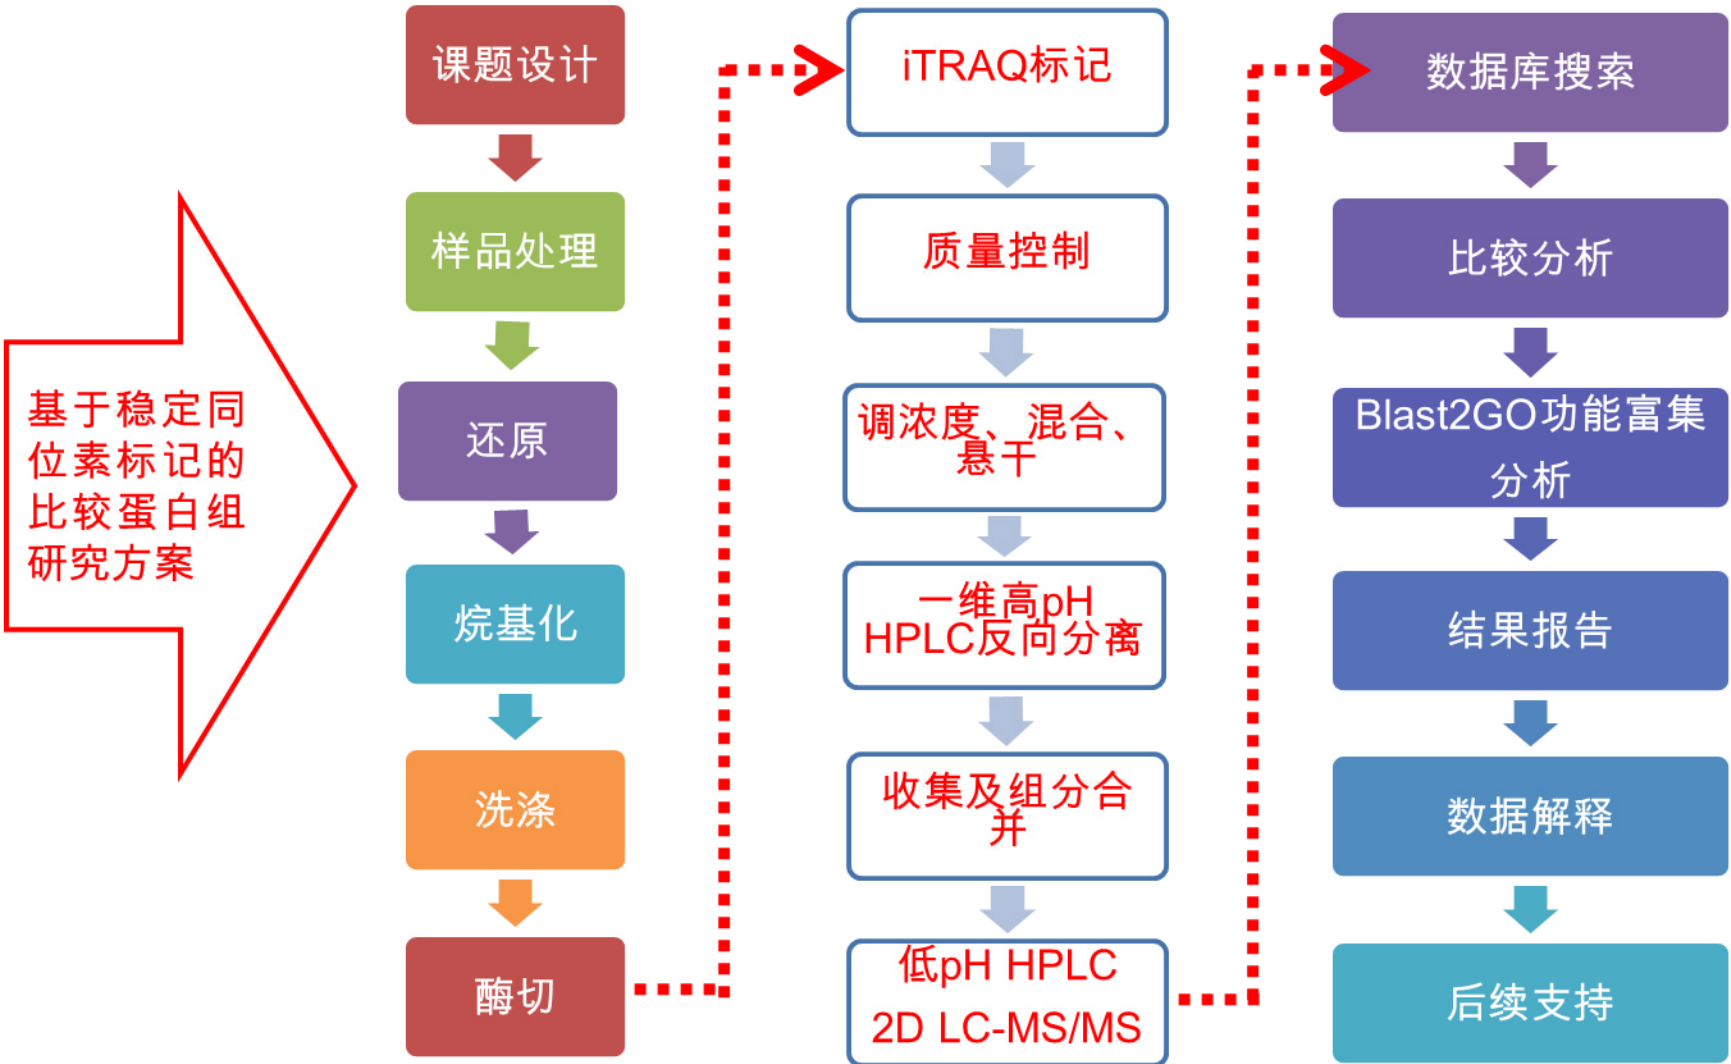 基于稳定同
位素标记的
比较蛋白组
研究方案
课题设计
样品处理
还原
烷基化
洗涤
酶切
iTRAQ标记
质量控制
调浓度、混合、
悬干
一维高pH
HPLC反向分离
收集及组分合
并
低pH HPLC
2D LC-MS/MS
数据库搜索
比较分析
Blast2GO功能富集
分析
结果报告
数据解释
后续支持